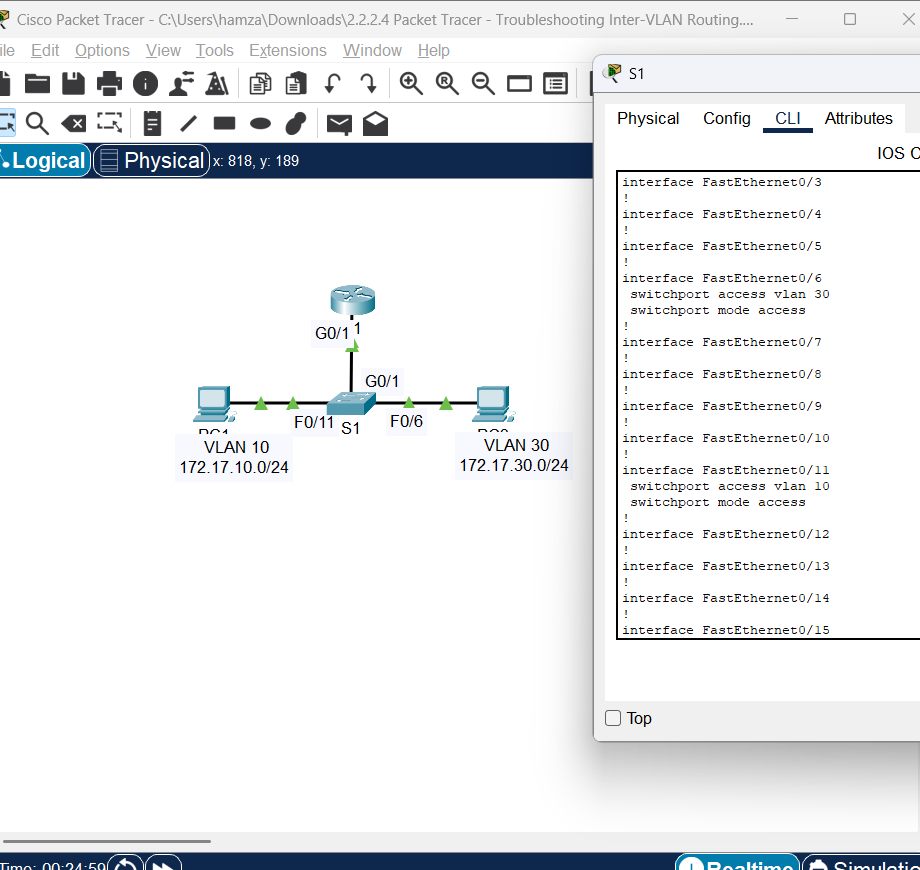 Cisco Packet Tracer - C:\Users\hamza\Downloads\2.2.2.4 Packet Tracer - Troubleshooting Inter-VLAN Routing....
ile Edit Options View Tools Extensions Window Help
Logical Physical x: 818, y: 189
G0/1 1
G0/1
F0/11 S1 F0/6
VLAN 10
172.17.10.0/24
VLAN 30
172.17.30.0/24
Time: 00:24:59
Realtime Simulatio
S1
Physical Config CLI Attributes
IOS C
interface FastEthernet0/3
!
interface FastEthernet0/4
!
interface FastEthernet0/5
!
interface FastEthernet0/6
switchport access vlan 30
switchport mode access
!
interface FastEthernet0/7
!
interface FastEthernet0/8
!
interface FastEthernet0/9
!
interface FastEthernet0/10
!
interface FastEthernet0/11
switchport access vlan 10
switchport mode access
!
interface FastEthernet0/12
!
interface FastEthernet0/13
!
interface FastEthernet0/14
!
interface FastEthernet0/15
Top